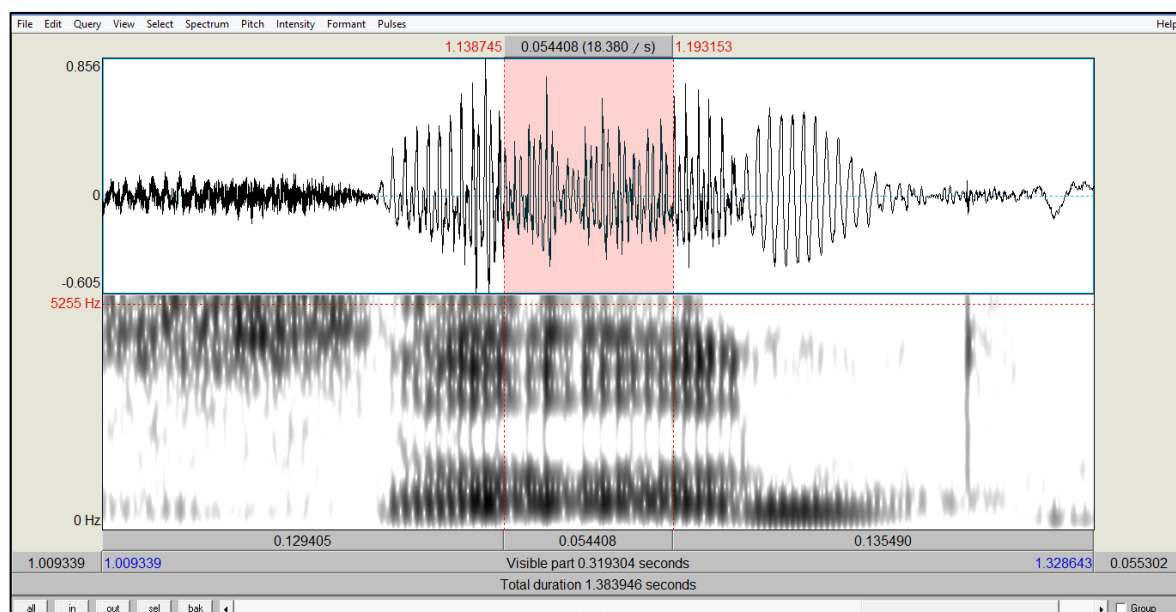 File Edit Query View Select Spectrum Pitch Intensity Formant Pulses Help
1.138745 0.054408 (18.380 / s) 1.193153
0.856
0
-0.605
5255 Hz
0 Hz
0.129405 0.054408 0.135490
1.009339 1.009339 Visible part 0.319304 seconds 1.328643 0.055302
Total duration 1.383946 seconds
all in out sel bak Group